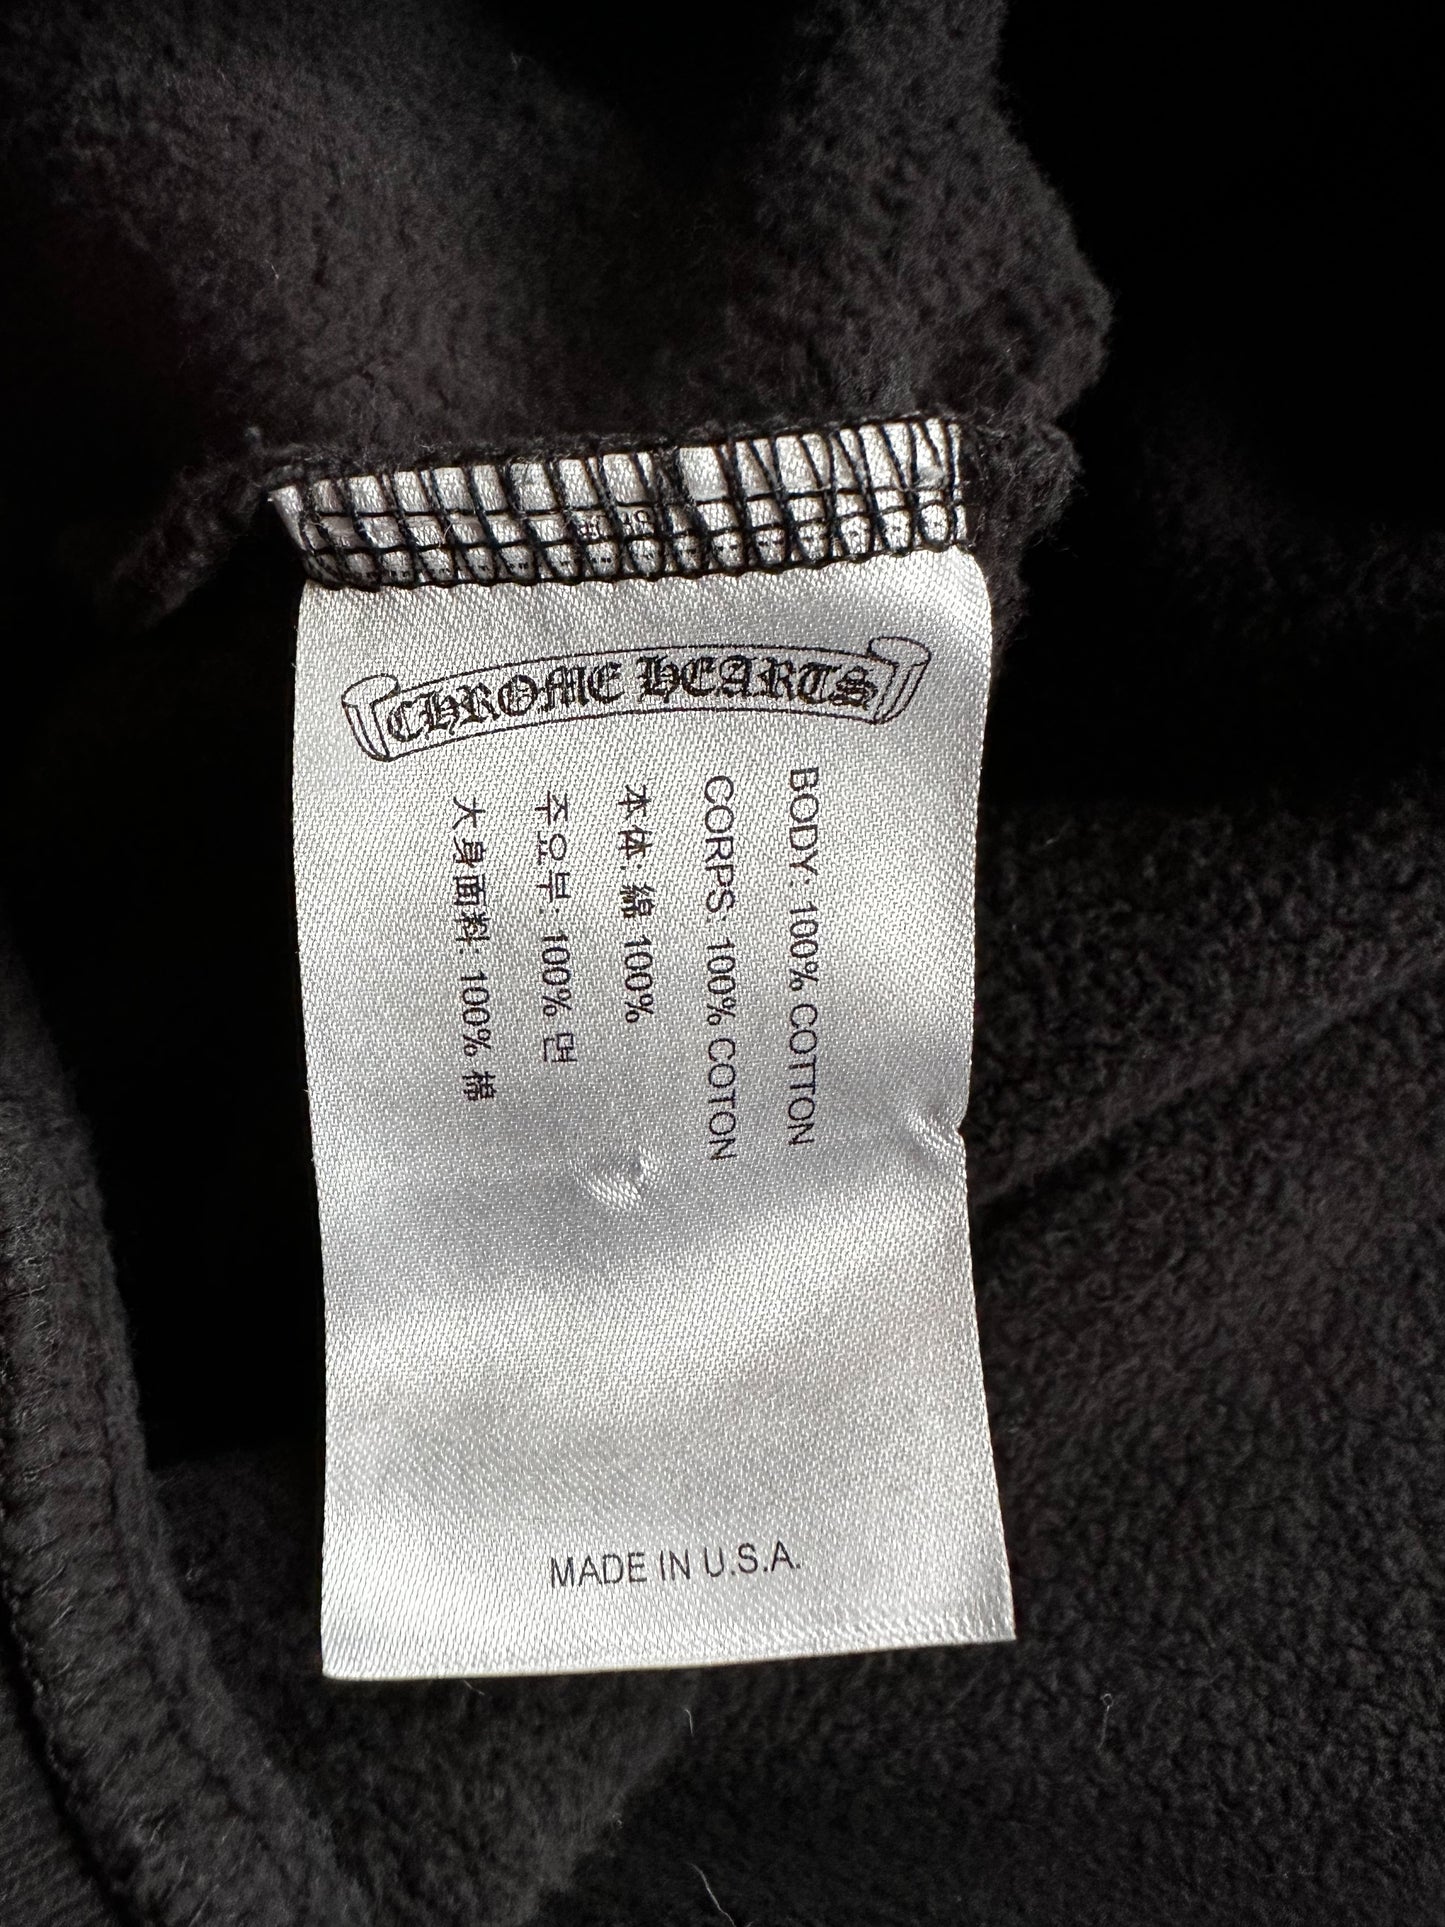 CHROME HEARTS
BODY: 100% COTTON
CORPS: 100% COTON
本体: 綿 100%
주요부: 100% 면
大身面料: 100% 棉
MADE IN U.S.A.